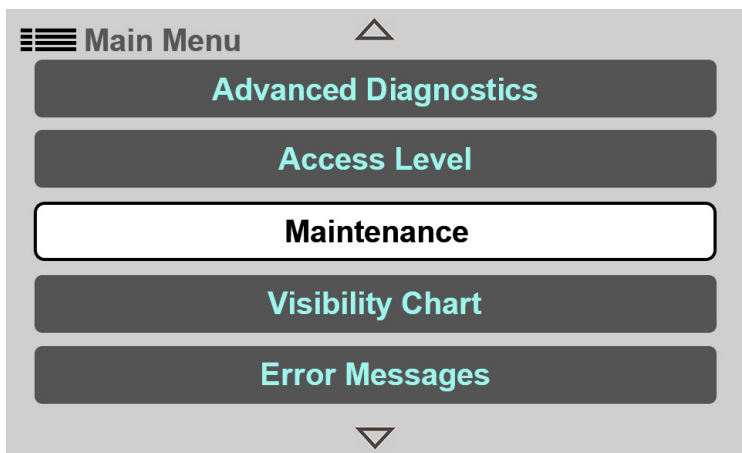 Main Menu
Advanced Diagnostics
Access Level
Maintenance
Visibility Chart
Error Messages